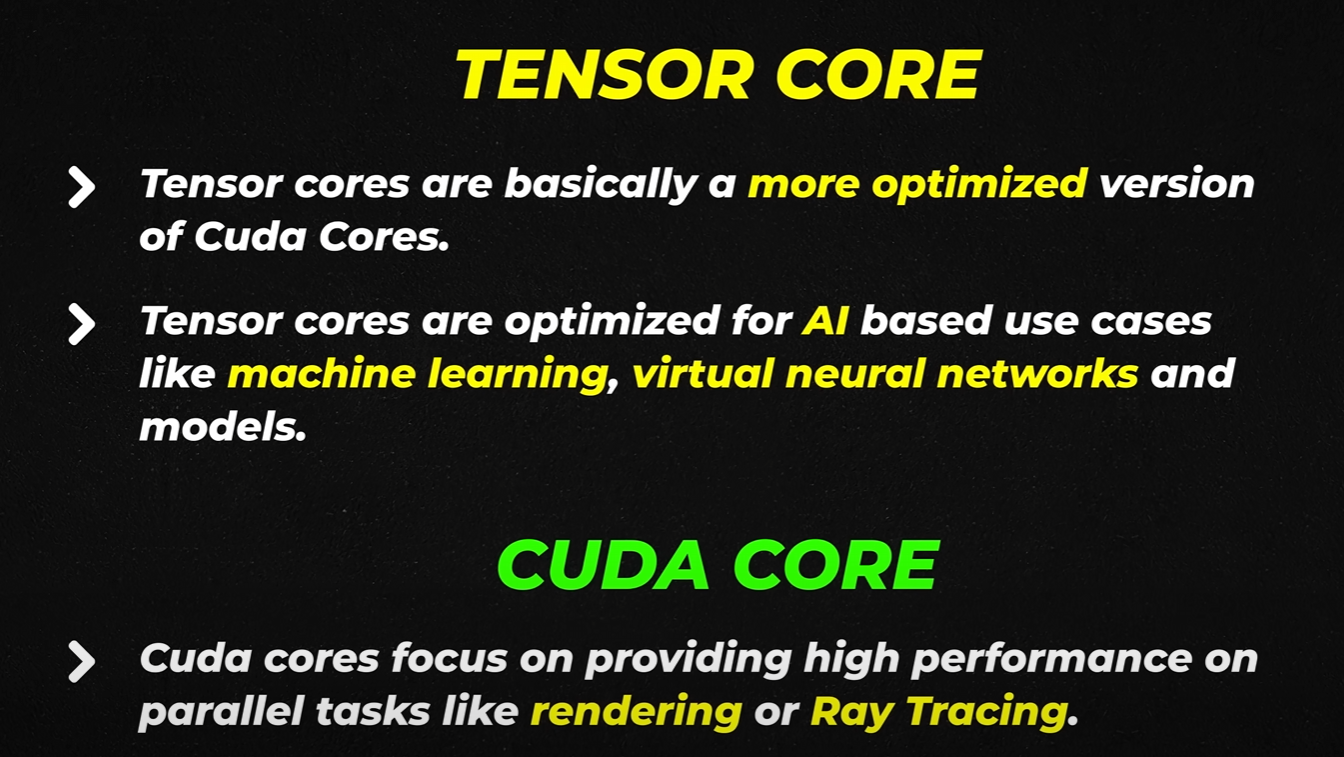 TENSOR CORE
Tensor cores are basically a more optimized version
of Cuda Cores.
Tensor cores are optimized for AI based use cases
like machine learning, virtual neural networks and
models.
CUDA CORE
Cuda cores focus on providing high performance on
parallel tasks like rendering or Ray Tracing.